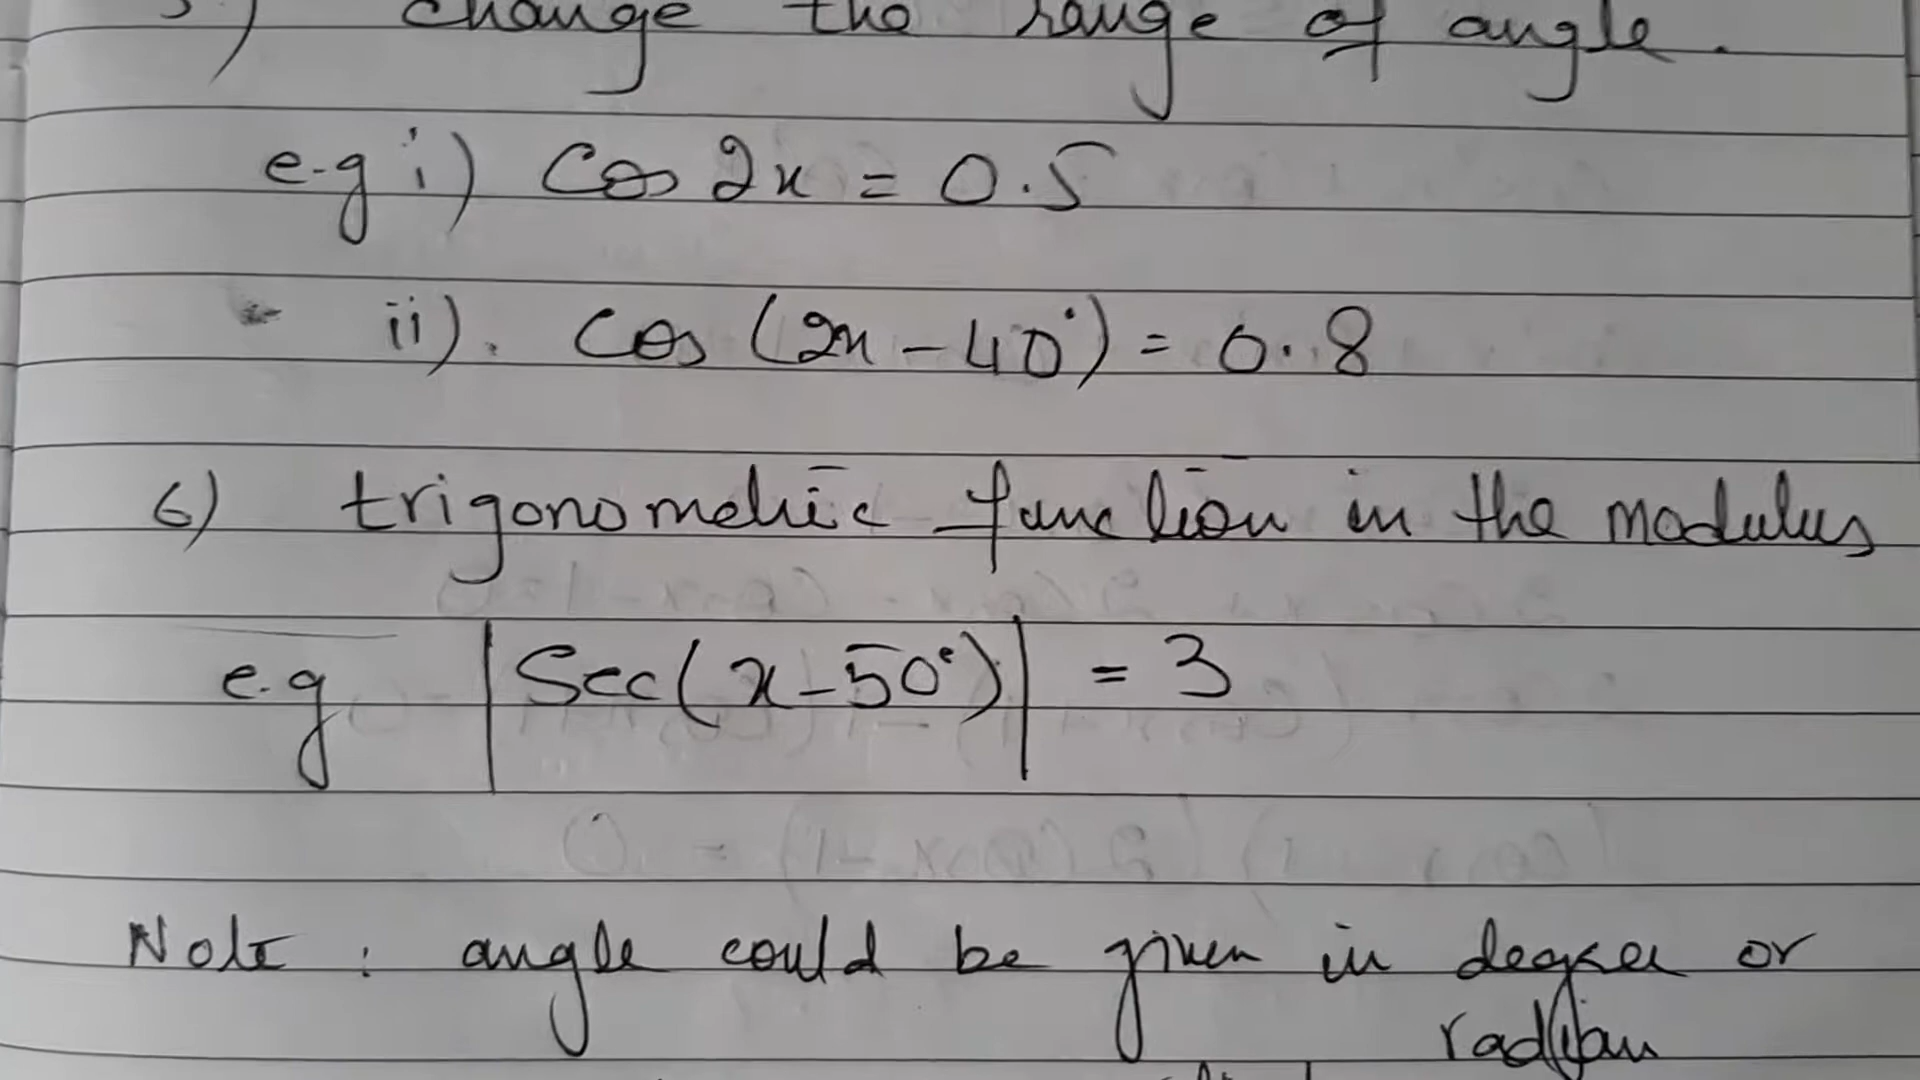 5) change the range of angle.
e.g i) Cos 2x = 0.5
ii). Cos (2x - 40°) = 0.8
6) trigonometric function in the modulus
e.g |Sec(x-50°)| = 3
Note : angle could be given in degree or
radian